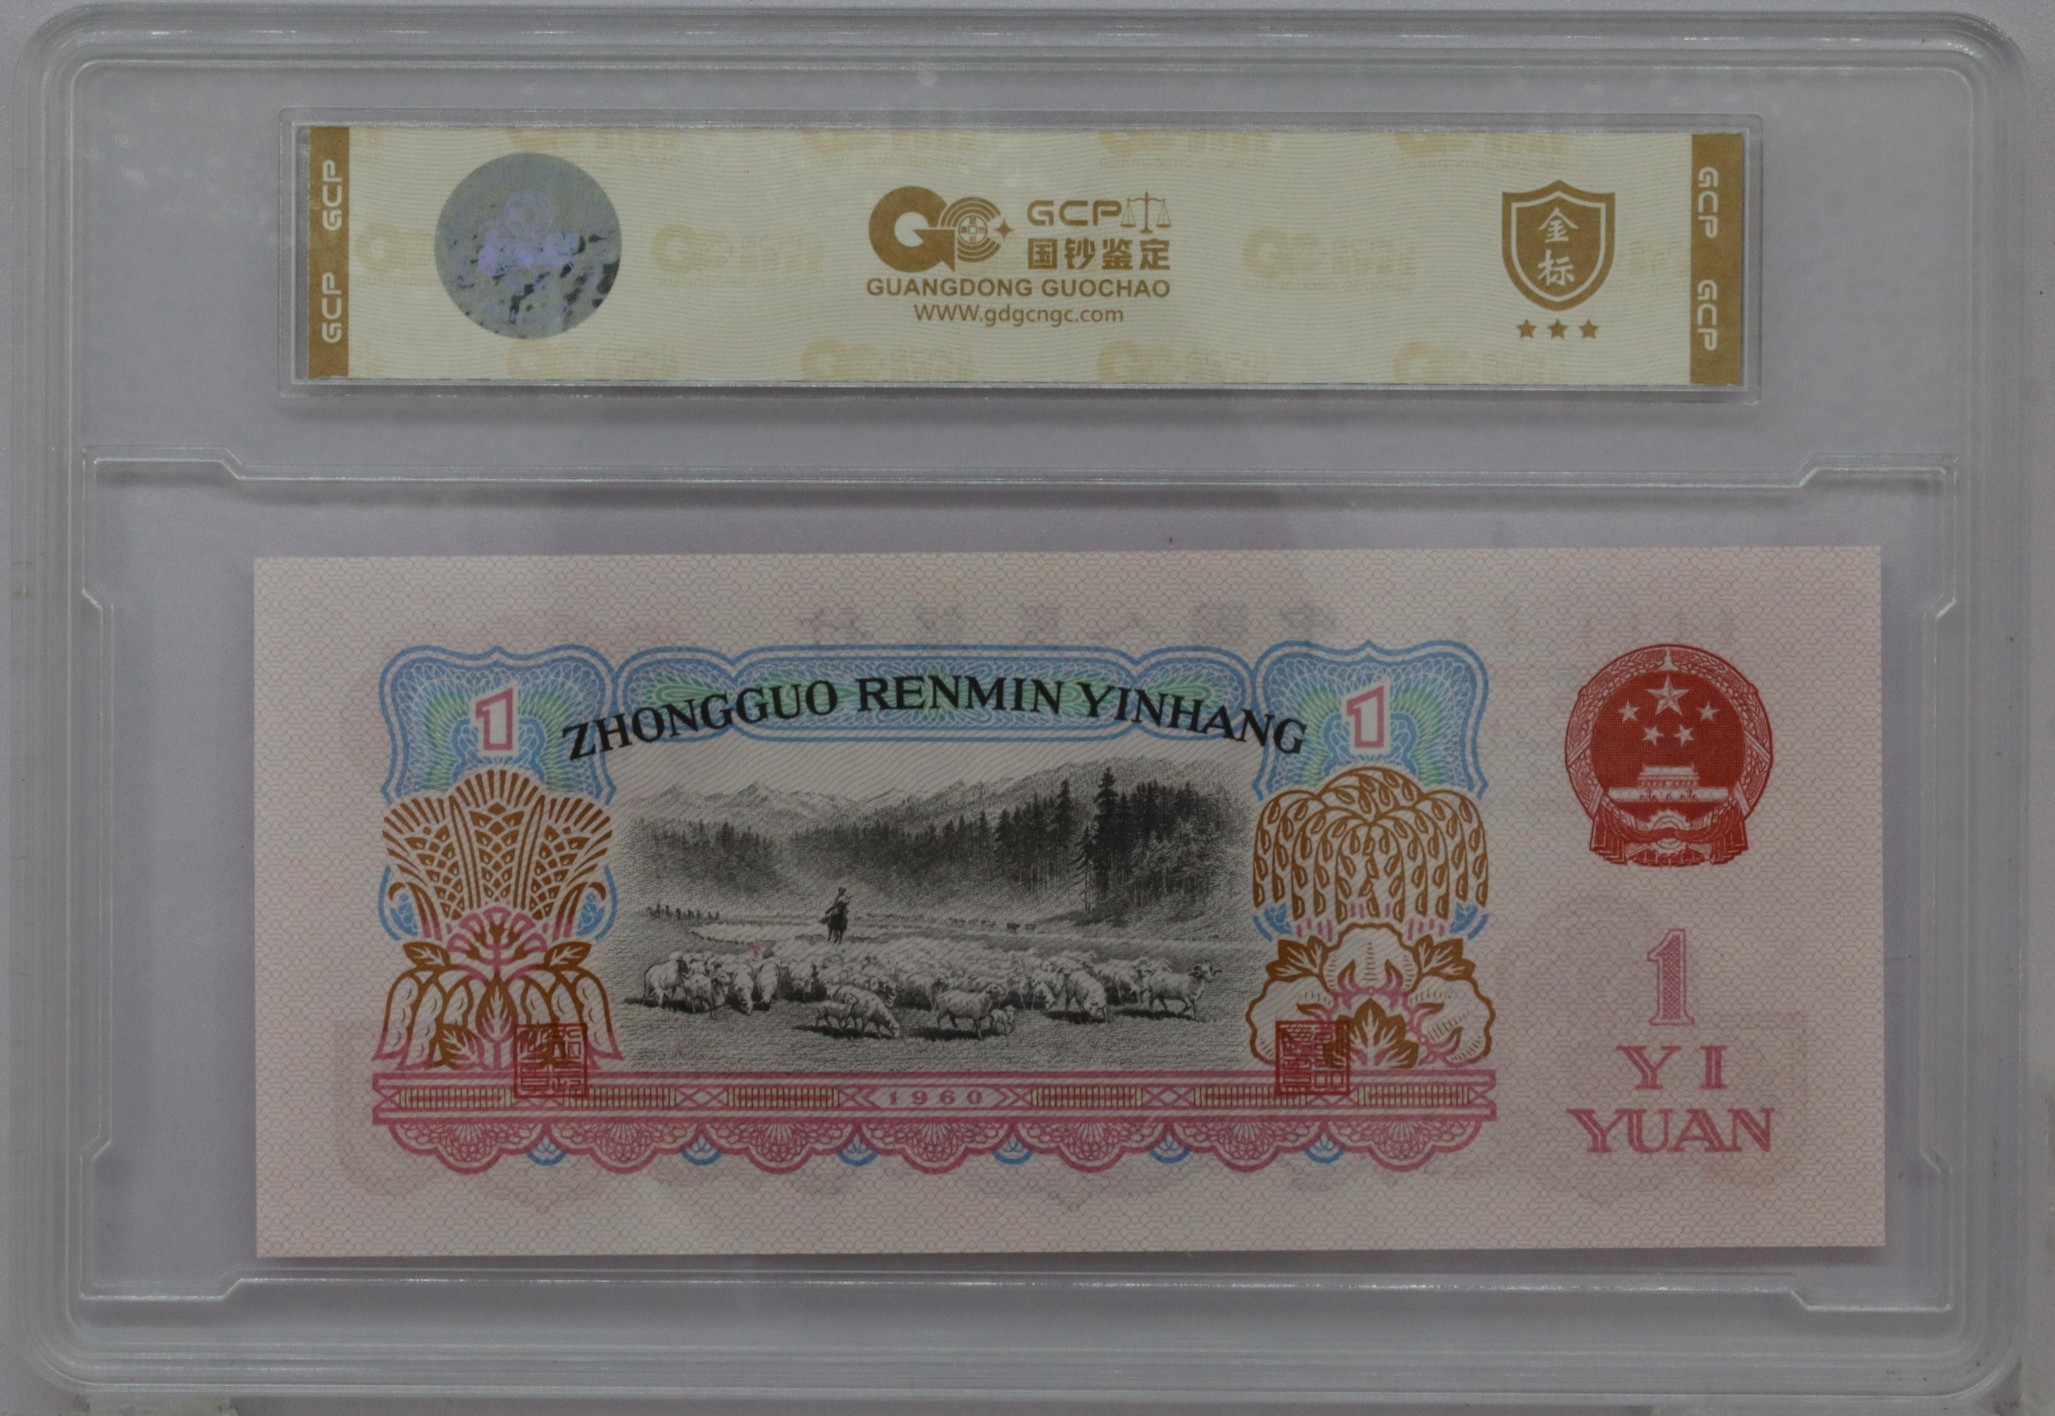 GCP GCP
GCP
国钞鉴定
GUANGDONG GUOCHAO
WWW.gdgcngc.com
金
标
GCP GCP
ZHONGGUO RENMIN YINHANG
1
1
1960
1
YI
YUAN